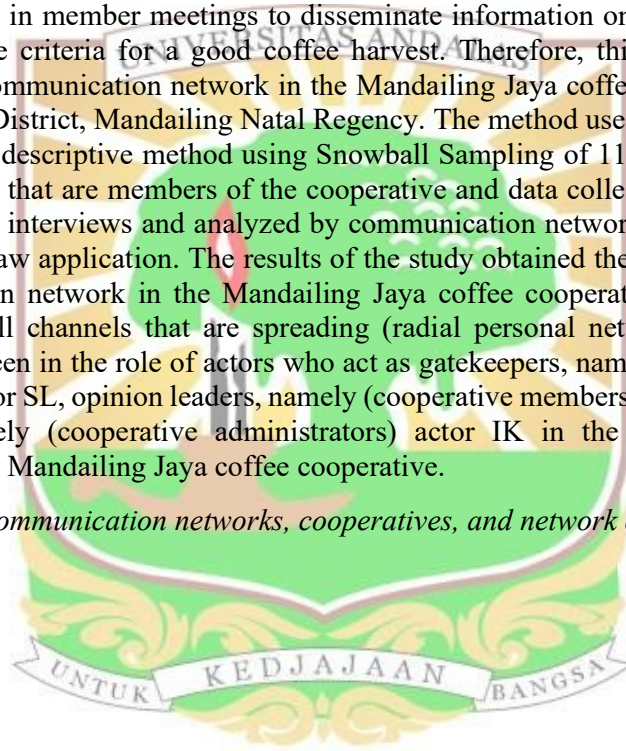 in member meetings to disseminate information on
e criteria for a good coffee harvest. Therefore, thi
UNIVERSITAS ANDALAS
ommunication network in the Mandailing Jaya coffe
District, Mandailing Natal Regency. The method use
descriptive method using Snowball Sampling of 11
that are members of the cooperative and data colle
interviews and analyzed by communication networ
aw application. The results of the study obtained the
n network in the Mandailing Jaya coffee cooperat
ll channels that are spreading (radial personal net
een in the role of actors who act as gatekeepers, nam
or SL, opinion leaders, namely (cooperative members
ely (cooperative administrators) actor IK in the
Mandailing Jaya coffee cooperative.
ommunication networks, cooperatives, and network
UNTUK KEDJAJAAN BANGSA